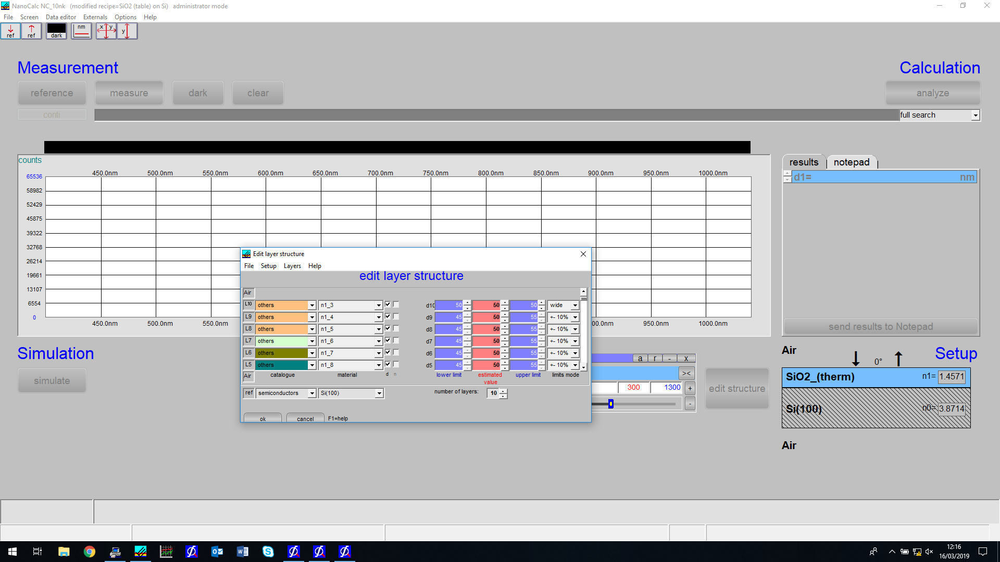 NanoCalc NC_10nk (modified recipe=SiO2 (table) on Si) administrator mode
File Screen Data editor Externals Options Help
ref ref dark nm x y y
Measurement
Calculation
reference measure dark clear
analyze
conti
full search
counts
450.0nm 500.0nm 550.0nm 600.0nm 650.0nm 700.0nm 750.0nm 800.0nm 850.0nm 900.0nm 950.0nm 1000.0nm
65536
58982
52429
45875
39322
32768
26214
19661
13107
6554
0
450.0nm 500.0nm 550.0nm 00.0nm 950.0nm 1000.0nm
results notepad
d1= nm
send results to Notepad
Edit layer structure
File Setup Layers Help
edit layer structure
Air
L10 others n1_3 d10 50 50 50 wide
L9 others n1_4 d9 45 50 55 +- 10%
L8 others n1_5 d8 45 50 55 +- 10%
L7 others n1_6 d7 45 50 55 +- 10%
L6 others n1_7 d6 45 50 55 +- 10%
L5 others n1_8 d5 45 50 55 +- 10%
Air catalogue material d n lower limit estimated value upper limit limits mode
ref semiconductors Si(100) number of layers: 10
ok cancel F1=help
Simulation
simulate
a r - x
><
300 1300 +
-
edit structure
Air 0° Setup
SiO2_(therm) n1= 1.4571
Si(100) n0= 3.8714
Air
12:16
16/03/2019